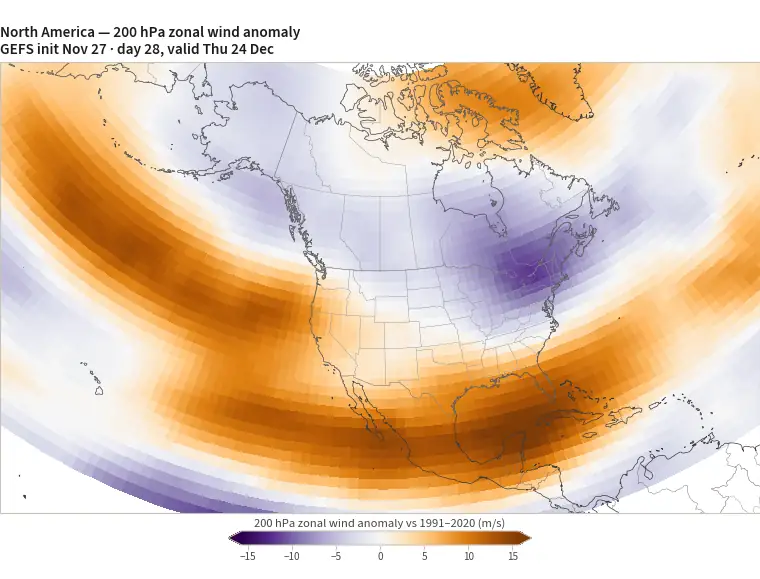 North America — 200 hPa zonal wind anomaly
GEFS init Nov 27 · day 28, valid Thu 24 Dec
200 hPa zonal wind anomaly vs 1991–2020 (m/s)
−15 −10 −5 0 5 10 15